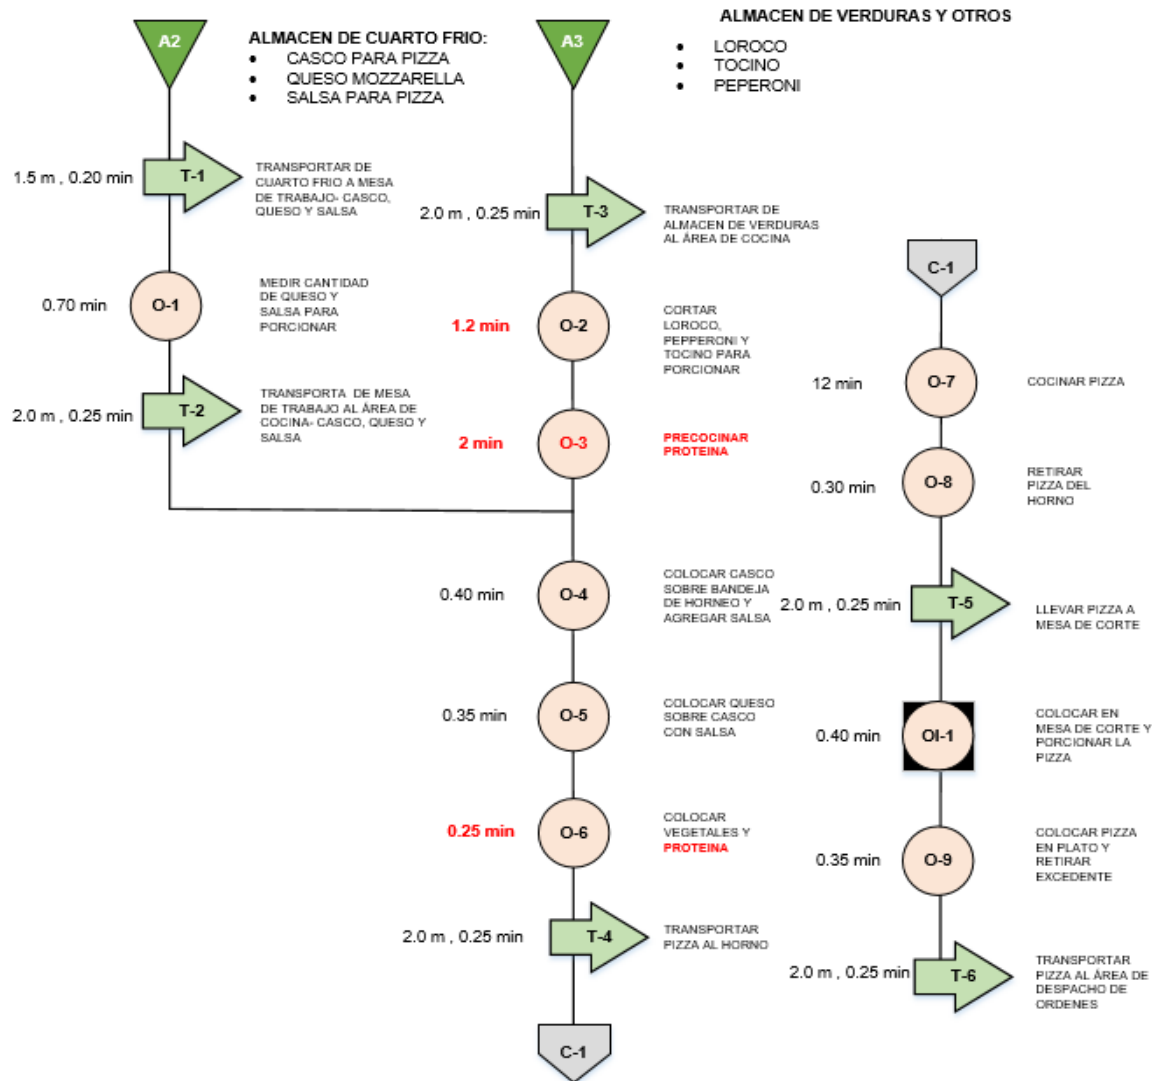 A2
ALMACEN DE CUARTO FRIO:
• CASCO PARA PIZZA
• QUESO MOZZARELLA
• SALSA PARA PIZZA
1.5 m , 0.20 min
T-1
TRANSPORTAR DE
CUARTO FRIO A MESA
DE TRABAJO- CASCO,
QUESO Y SALSA
0.70 min
O-1
MEDIR CANTIDAD
DE QUESO Y
SALSA PARA
PORCIONAR
2.0 m , 0.25 min
T-2
TRANSPORTA DE MESA
DE TRABAJO AL ÁREA DE
COCINA- CASCO, QUESO Y
SALSA
A3
ALMACEN DE VERDURAS Y OTROS
• LOROCO
• TOCINO
• PEPERONI
2.0 m , 0.25 min
T-3
TRANSPORTAR DE
ALMACEN DE VERDURAS
AL ÁREA DE COCINA
1.2 min
O-2
CORTAR
LOROCO,
PEPPERONI Y
TOCINO PARA
PORCIONAR
2 min
O-3
PRECOCINAR
PROTEINA
0.40 min
O-4
COLOCAR CASCO
SOBRE BANDEJA
DE HORNEO Y
AGREGAR SALSA
0.35 min
O-5
COLOCAR QUESO
SOBRE CASCO
CON SALSA
0.25 min
O-6
COLOCAR
VEGETALES Y
PROTEINA
2.0 m , 0.25 min
T-4
TRANSPORTAR
PIZZA AL HORNO
C-1
C-1
12 min
O-7
COCINAR PIZZA
0.30 min
O-8
RETIRAR
PIZZA DEL
HORNO
2.0 m , 0.25 min
T-5
LLEVAR PIZZA A
MESA DE CORTE
0.40 min
OI-1
COLOCAR EN
MESA DE CORTE Y
PORCIONAR LA
PIZZA
0.35 min
O-9
COLOCAR PIZZA
EN PLATO Y
RETIRAR
EXCEDENTE
2.0 m , 0.25 min
T-6
TRANSPORTAR
PIZZA AL ÁREA DE
DESPACHO DE
ORDENES